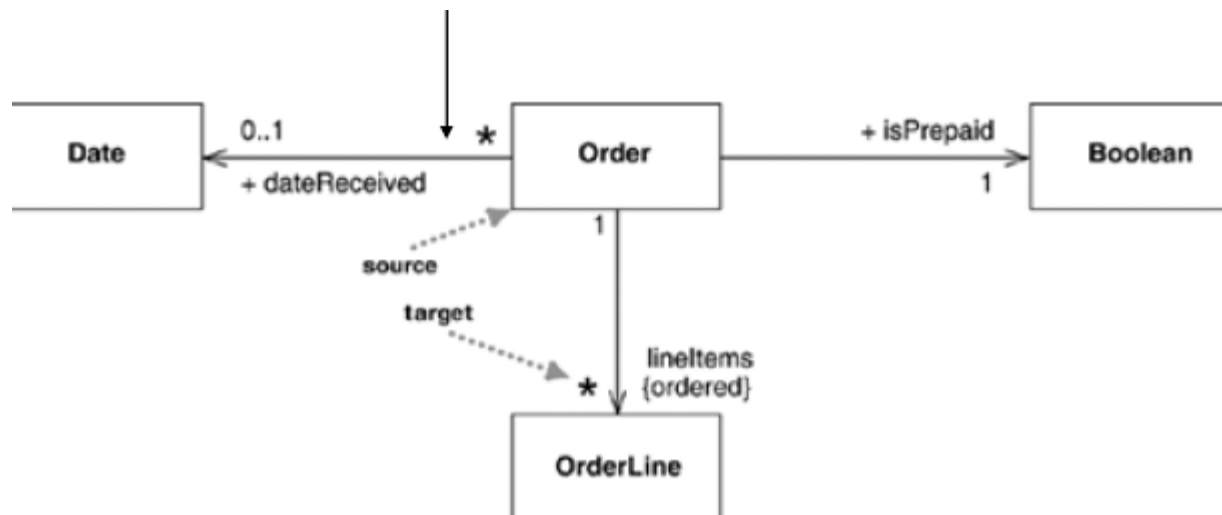 0..1
*
+ isPrepaid
Date
Order
Boolean
+ dateReceived
1
1
source
target
lineItems
*
{ordered}
OrderLine